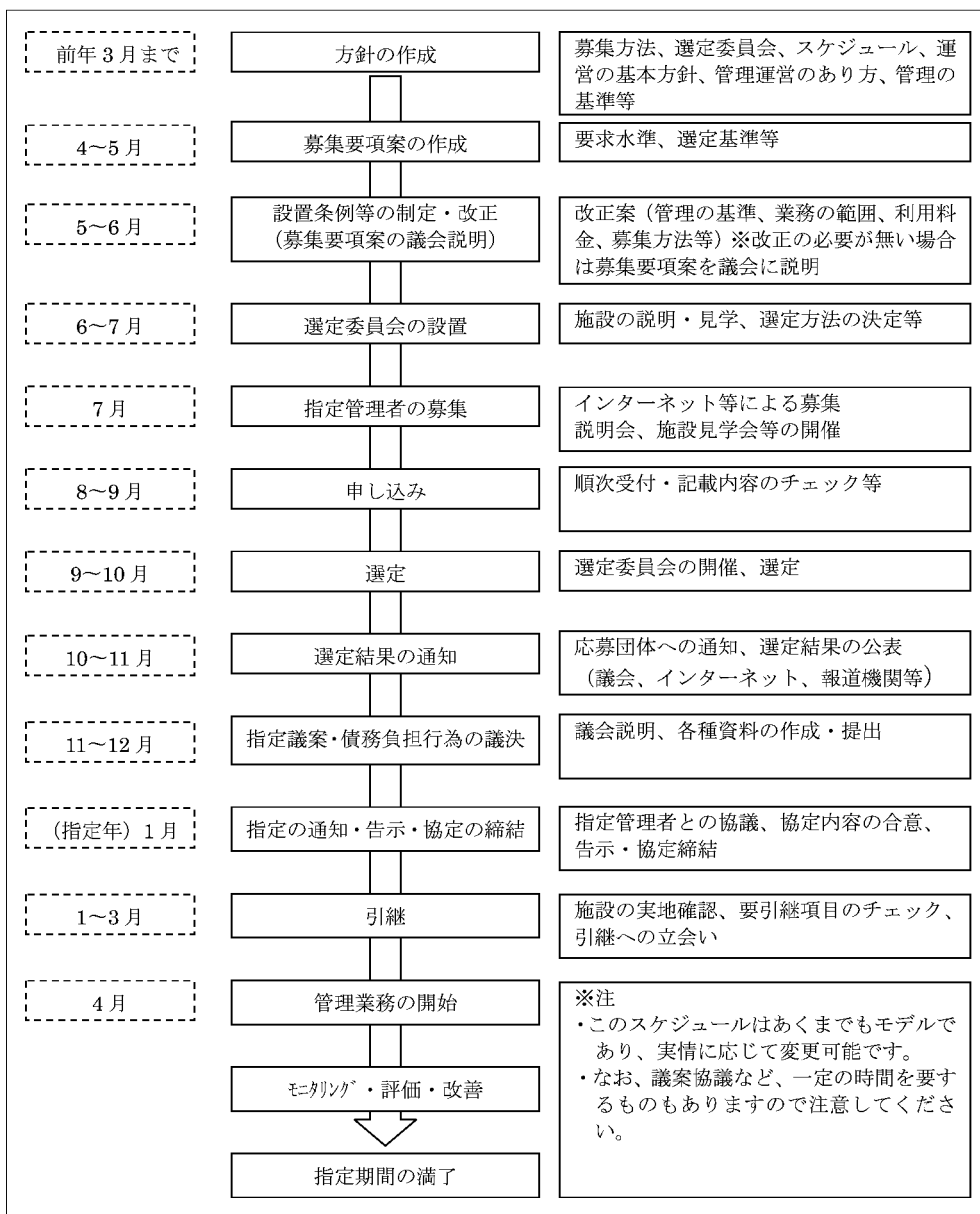 前年3月まで
方針の作成
募集方法、選定委員会、スケジュール、運
営の基本方針、管理運営のあり方、管理の
基準等
4～5月
募集要項案の作成
要求水準、選定基準等
5～6月
設置条例等の制定・改正
(募集要項案の議会説明)
改正案（管理の基準、業務の範囲、利用料
金、募集方法等）※改正の必要が無い場合
は募集要項案を議会に説明
6～7月
選定委員会の設置
施設の説明・見学、選定方法の決定等
7月
指定管理者の募集
インターネット等による募集
説明会、施設見学会等の開催
8～9月
申し込み
順次受付・記載内容のチェック等
9～10月
選定
選定委員会の開催、選定
10～11月
選定結果の通知
応募団体への通知、選定結果の公表
（議会、インターネット、報道機関等）
11～12月
指定議案・債務負担行為の議決
議会説明、各種資料の作成・提出
(指定年) 1月
指定の通知・告示・協定の締結
指定管理者との協議、協定内容の合意、
告示・協定締結
1～3月
引継
施設の実地確認、要引継項目のチェック、
引継への立会い
4月
管理業務の開始
※注
・このスケジュールはあくまでもモデルで
あり、実情に応じて変更可能です。
・なお、議案協議など、一定の時間を要す
るものもありますので注意してくださ
い。
ﾓﾆﾀﾘﾝｸﾞ・評価・改善
指定期間の満了